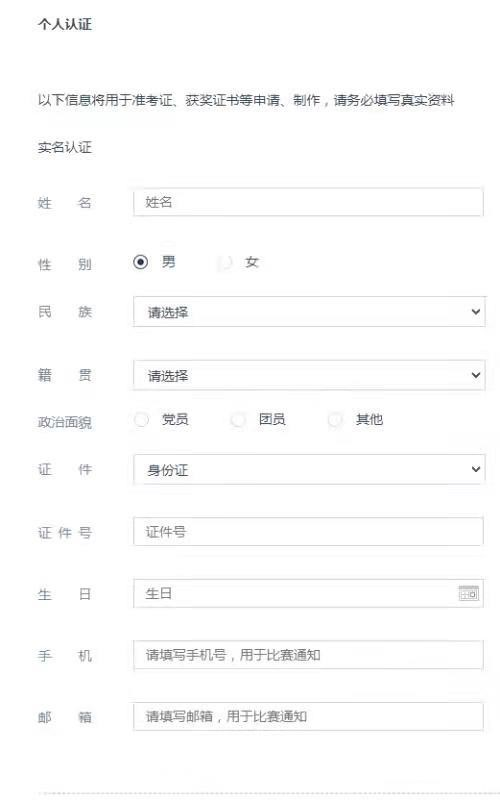 个人认证
以下信息将用于准考证、获奖证书等申请、制作，请务必填写真实资料
实名认证
姓 名 姓名
性 别 男 女
民 族 请选择
籍 贯 请选择
政治面貌 党员 团员 其他
证 件 身份证
证 件 号 证件号
生 日 生日
手 机 请填写手机号，用于比赛通知
邮 箱 请填写邮箱，用于比赛通知